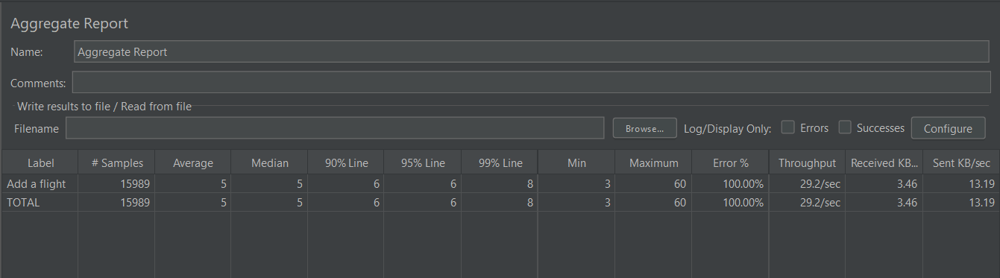 Aggregate Report
Name: Aggregate Report
Comments:
Write results to file / Read from file
Filename Browse... Log/Display Only: Errors Successes Configure
Label # Samples Average Median 90% Line 95% Line 99% Line Min Maximum Error % Throughput Received KB... Sent KB/sec
Add a flight 15989 5 5 6 6 8 3 60 100.00% 29.2/sec 3.46 13.19
TOTAL 15989 5 5 6 6 8 3 60 100.00% 29.2/sec 3.46 13.19